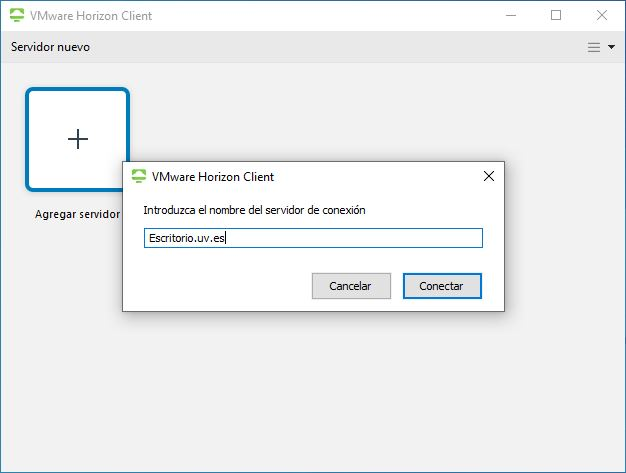 VMware Horizon Client
Servidor nuevo
Agregar servidor
VMware Horizon Client
Introduzca el nombre del servidor de conexión
Escritorio.uv.es
Cancelar
Conectar